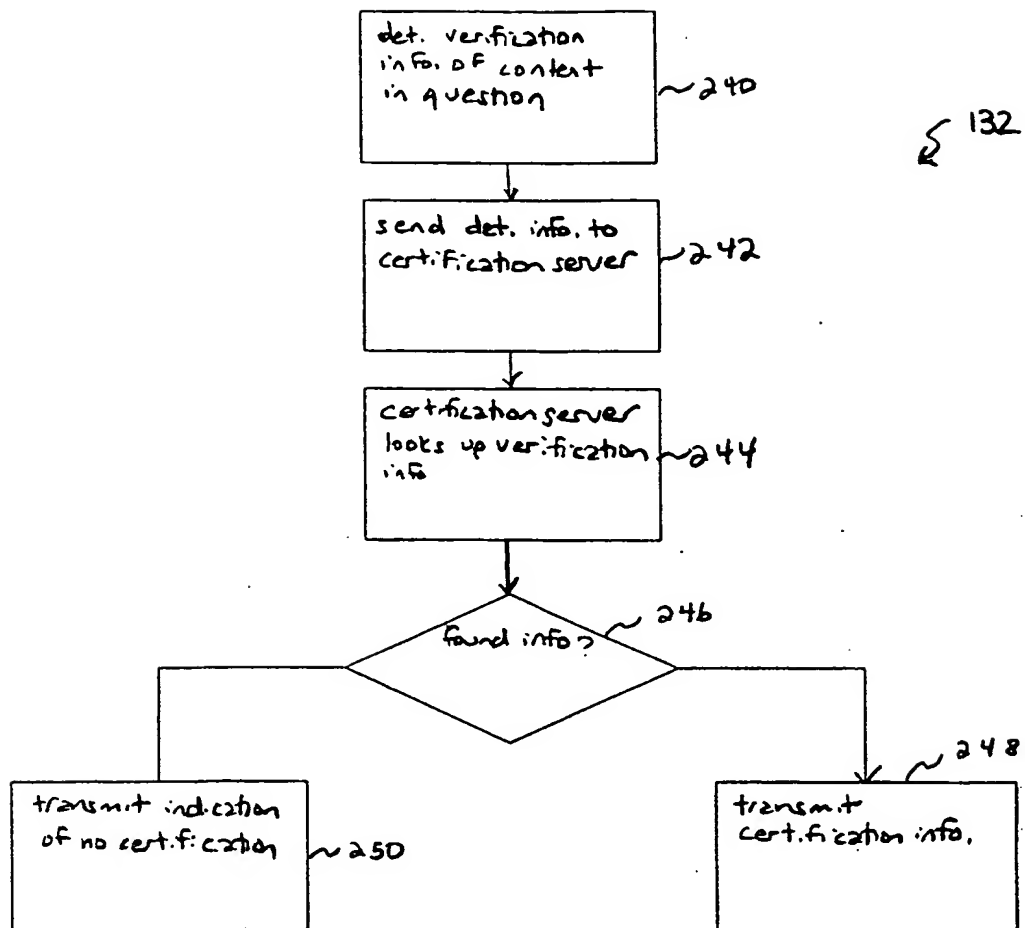 det. verification
info. of content
in question
240
132
send det. info. to
certification server
242
certification server
looks up verification
info
244
found info?
246
transmit indication
of no certification
250
248
transmit
certification info.